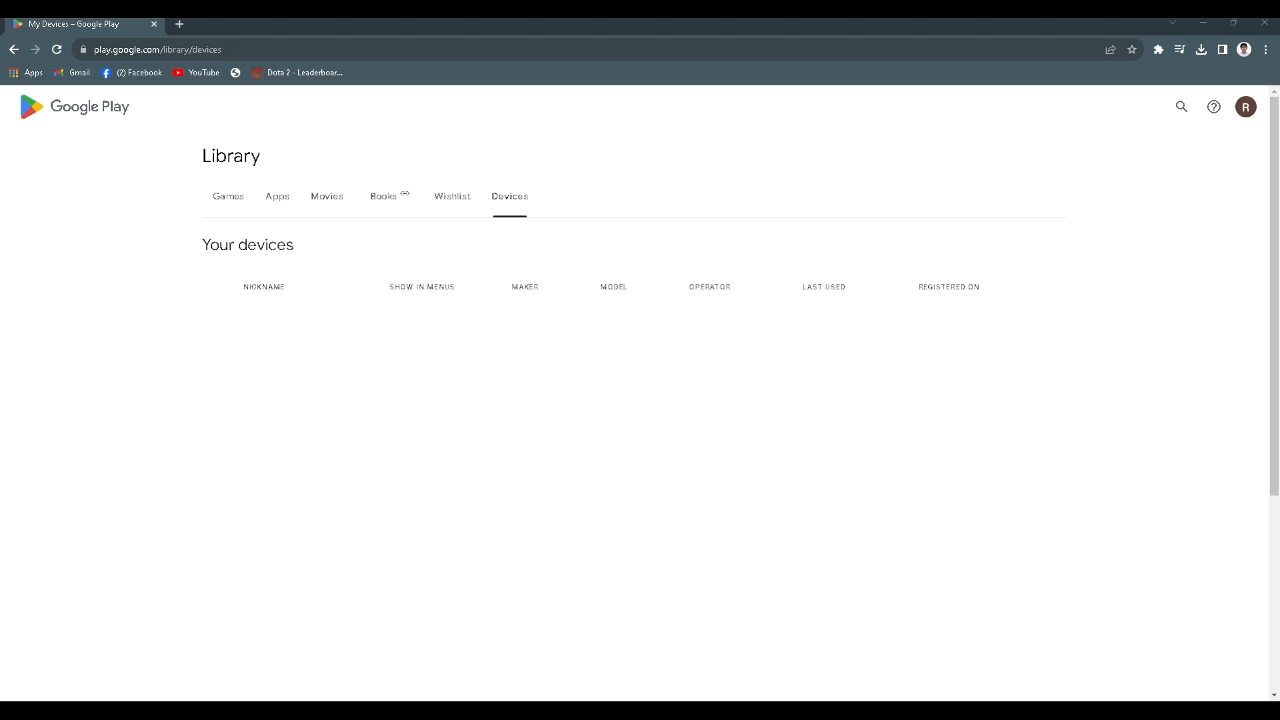 My Devices – Google Play
play.google.com/library/devices
Apps Gmail (2) Facebook YouTube Dota 2 - Leaderboar...
Google Play
R
Library
Games Apps Movies Books Wishlist Devices
Your devices
NICKNAME SHOW IN MENUS MAKER MODEL OPERATOR LAST USED REGISTERED ON